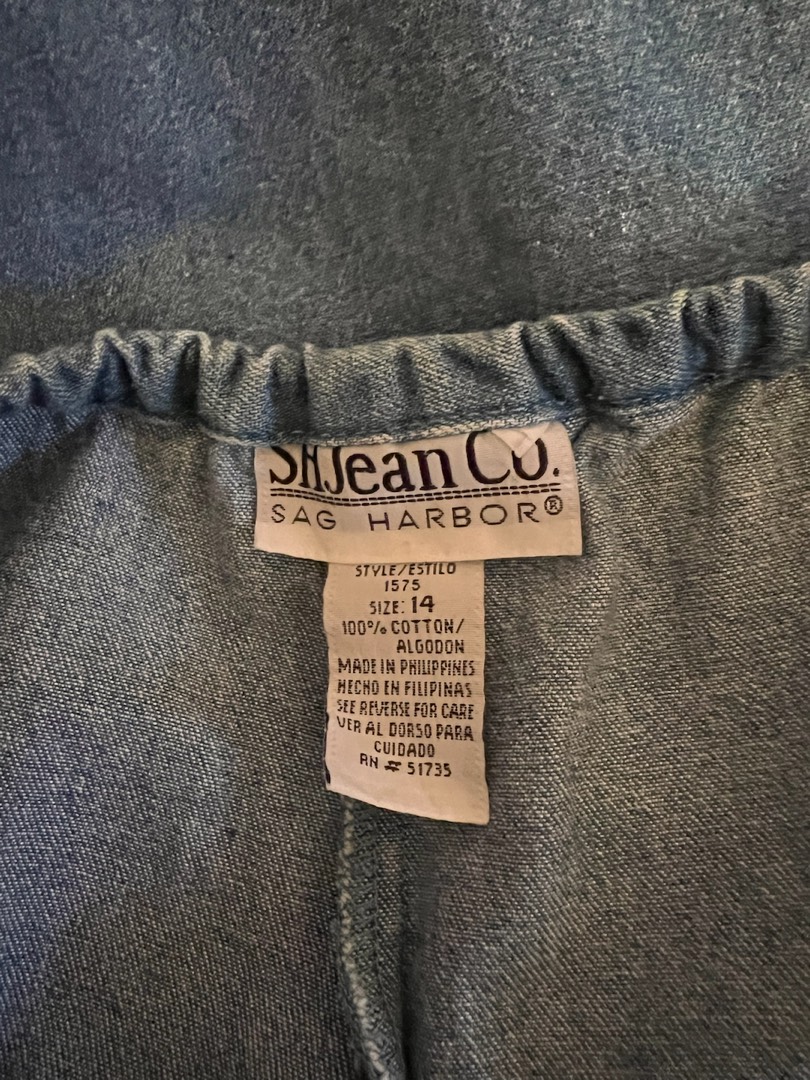 SHJean Co.
SAG HARBOR®
STYLE/ESTILO
1575
SIZE: 14
100% COTTON/
ALGODON
MADE IN PHILIPPINES
HECHO EN FILIPINAS
SEE REVERSE FOR CARE
VER AL DORSO PARA
CUIDADO
RN # 51735